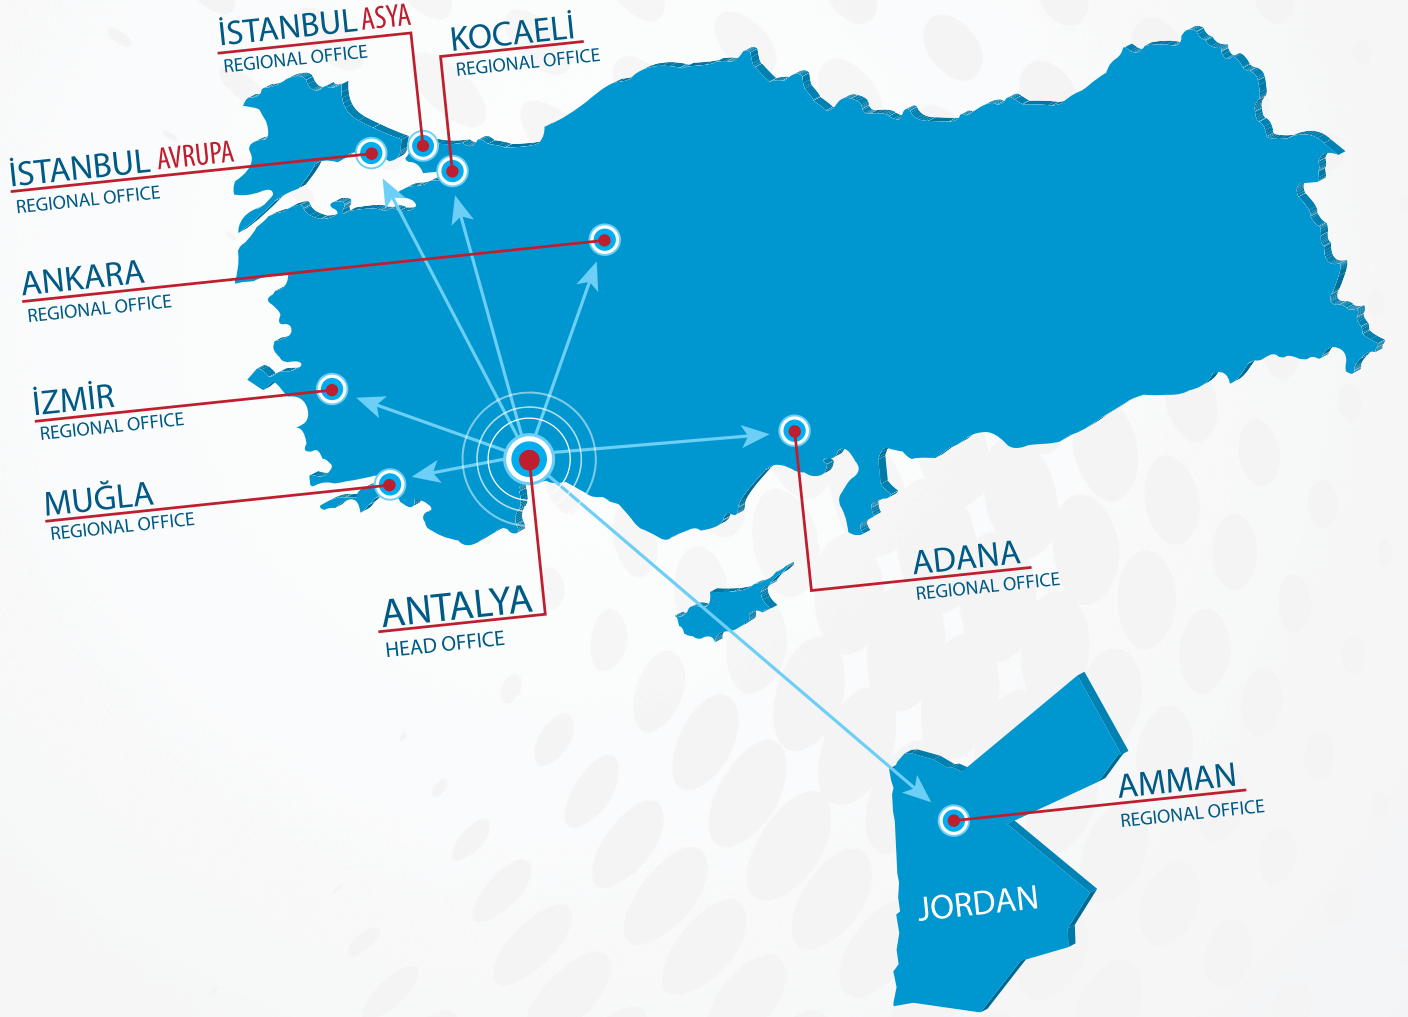 İSTANBUL ASYA
REGIONAL OFFICE
KOCAELİ
REGIONAL OFFICE
İSTANBUL AVRUPA
REGIONAL OFFICE
ANKARA
REGIONAL OFFICE
İZMİR
REGIONAL OFFICE
MUĞLA
REGIONAL OFFICE
ANTALYA
HEAD OFFICE
ADANA
REGIONAL OFFICE
AMMAN
REGIONAL OFFICE
JORDAN